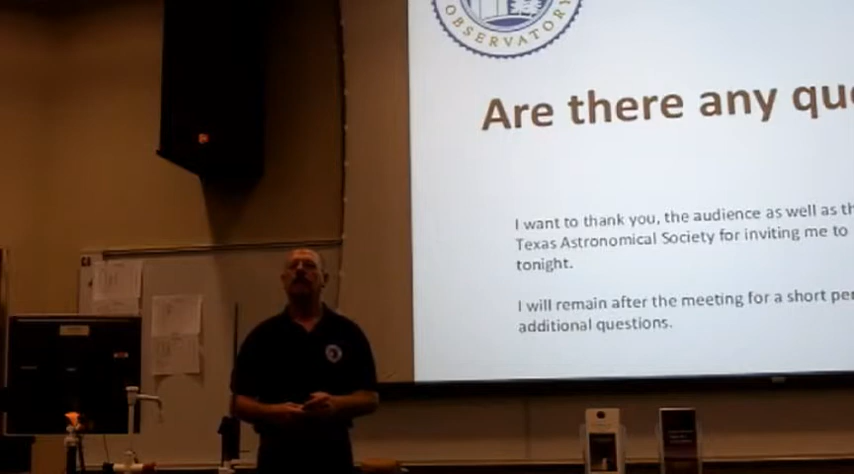 OBSERVATORY
Are there any qu
I want to thank you, the audience as well as th
Texas Astronomical Society for inviting me to
tonight.
I will remain after the meeting for a short per
additional questions.